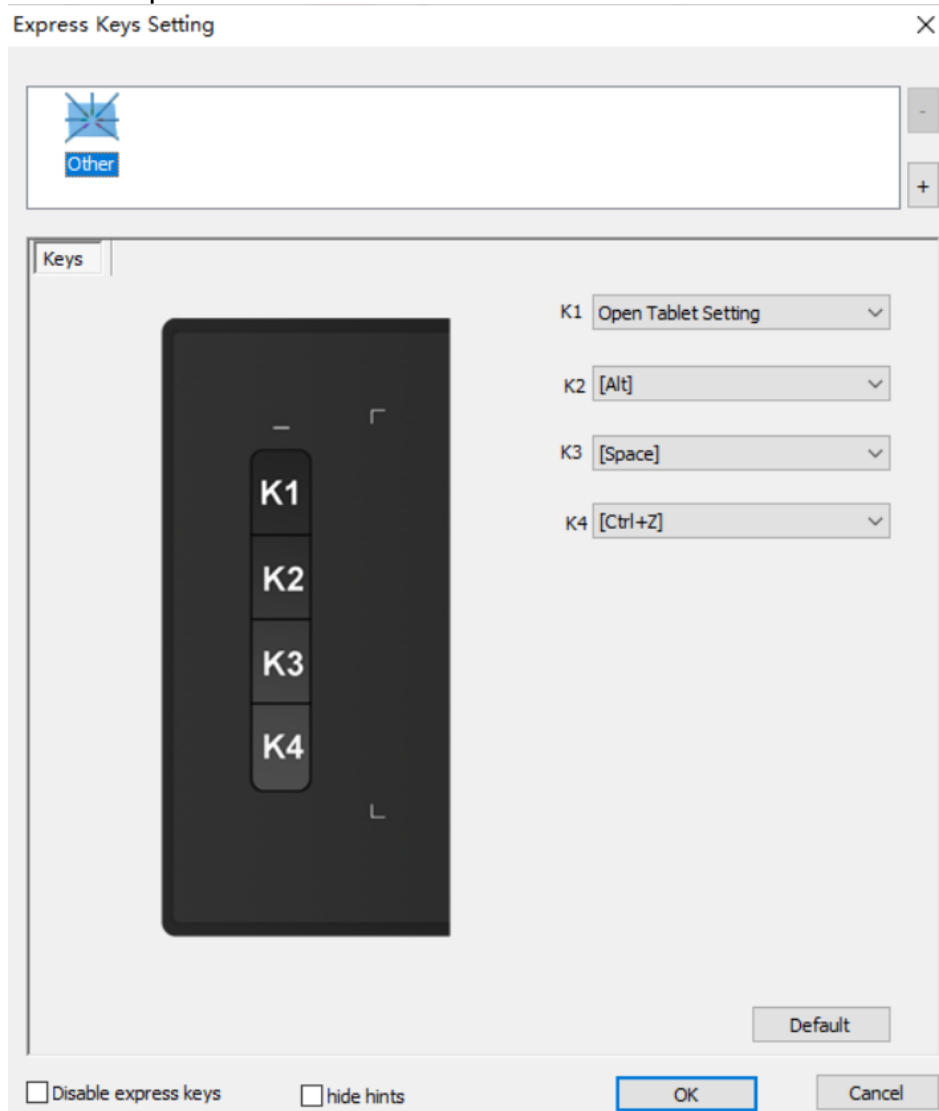 Express Keys Setting
Other
-
+
Keys
K1 Open Tablet Setting
K2 [Alt]
K3 [Space]
K4 [Ctrl+Z]
K1
K2
K3
K4
Default
Disable express keys
hide hints
OK
Cancel